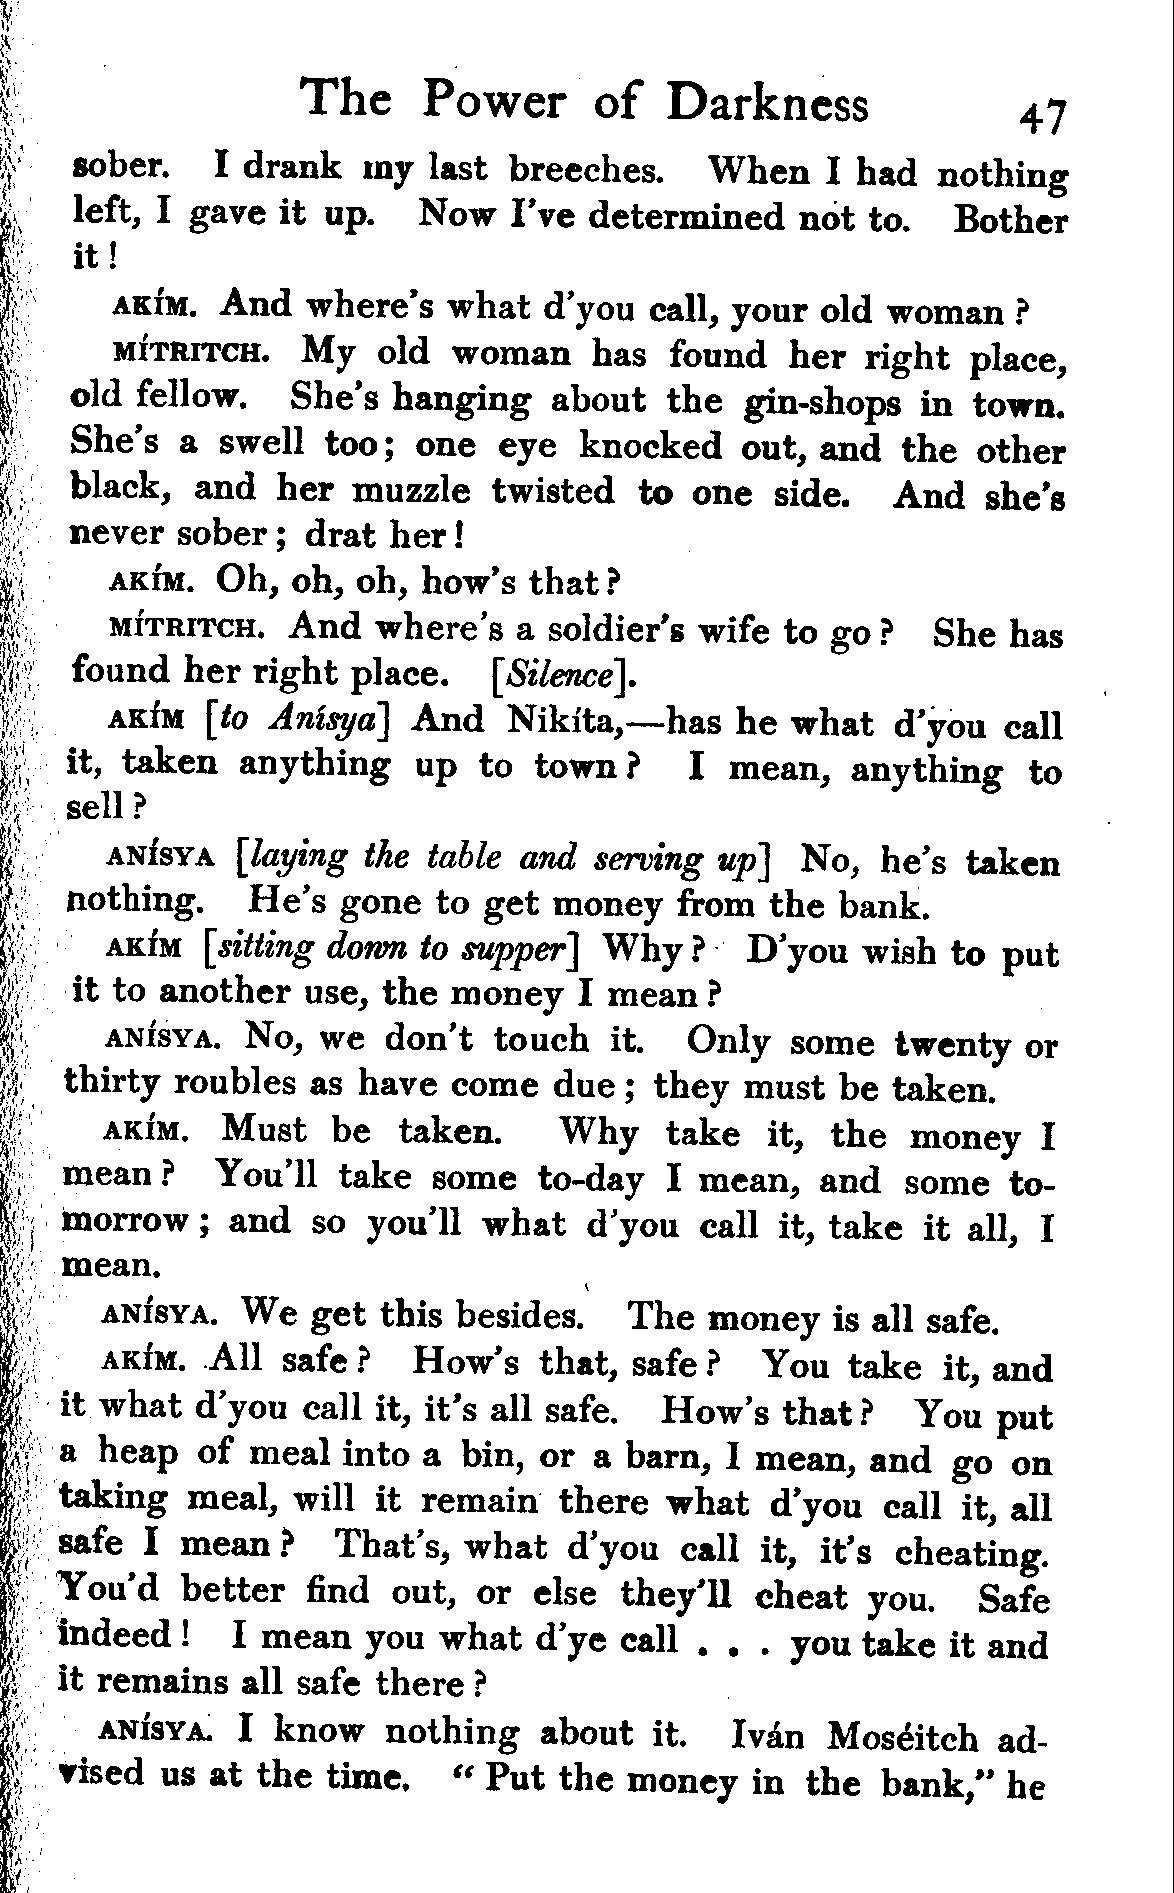 The Power of Darkness 47
sober. I drank my last breeches. When I had nothing
left, I gave it up. Now I've determined not to. Bother
it!
AKÍM. And where's what d'you call, your old woman?
MÍTRITCH. My old woman has found her right place,
old fellow. She's hanging about the gin-shops in town.
She's a swell too; one eye knocked out, and the other
black, and her muzzle twisted to one side. And she's
never sober; drat her!
AKÍM. Oh, oh, oh, how's that?
MÍTRITCH. And where's a soldier's wife to go? She has
found her right place. [Silence].
AKÍM [to Anísya] And Nikíta,—has he what d'you call
it, taken anything up to town? I mean, anything to
sell?
ANÍSYA [laying the table and serving up] No, he's taken
nothing. He's gone to get money from the bank.
AKÍM [sitting down to supper] Why? D'you wish to put
it to another use, the money I mean?
ANÍSYA. No, we don't touch it. Only some twenty or
thirty roubles as have come due; they must be taken.
AKÍM. Must be taken. Why take it, the money I
mean? You'll take some to-day I mean, and some to-
morrow; and so you'll what d'you call it, take it all, I
mean.
ANÍSYA. We get this besides. The money is all safe.
AKÍM. All safe? How's that, safe? You take it, and
it what d'you call it, it's all safe. How's that? You put
a heap of meal into a bin, or a barn, I mean, and go on
taking meal, will it remain there what d'you call it, all
safe I mean? That's, what d'you call it, it's cheating.
You'd better find out, or else they'll cheat you. Safe
indeed! I mean you what d'ye call . . . you take it and
it remains all safe there?
ANÍSYA. I know nothing about it. Iván Moséitch ad-
vised us at the time. “Put the money in the bank,” he